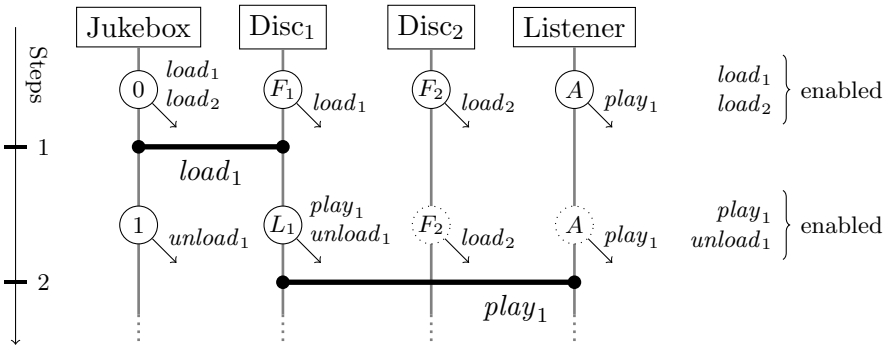 Jukebox Disc₁ Disc₂ Listener
Steps
0 load₁ F₁ load₁ F₂ load₂ A play₁ load₁ enabled
load₂ load₂
1
load₁
1 unload₁ L₁ play₁ F₂ load₂ A play₁ play₁ enabled
unload₁ unload₁
2
play₁